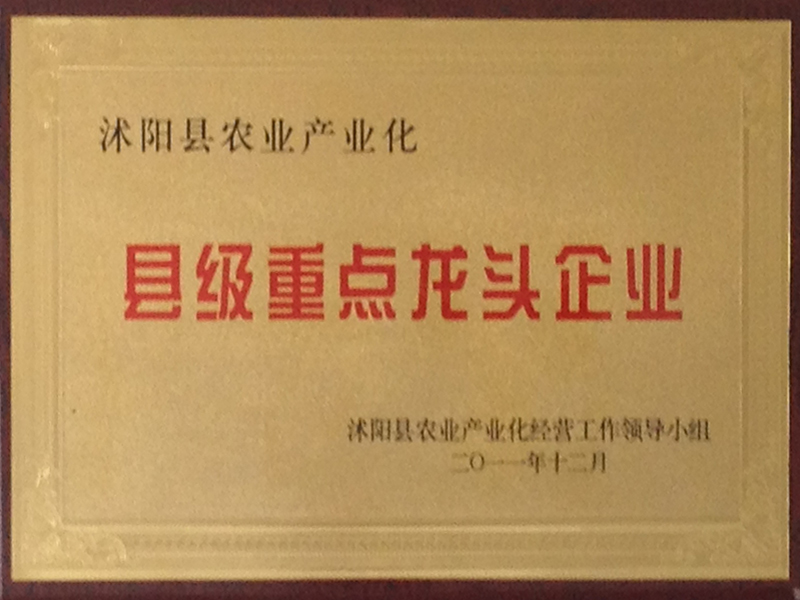 沭阳县农业产业化
县级重点龙头企业
沭阳县农业产业化经营工作领导小组
二〇一一年十二月